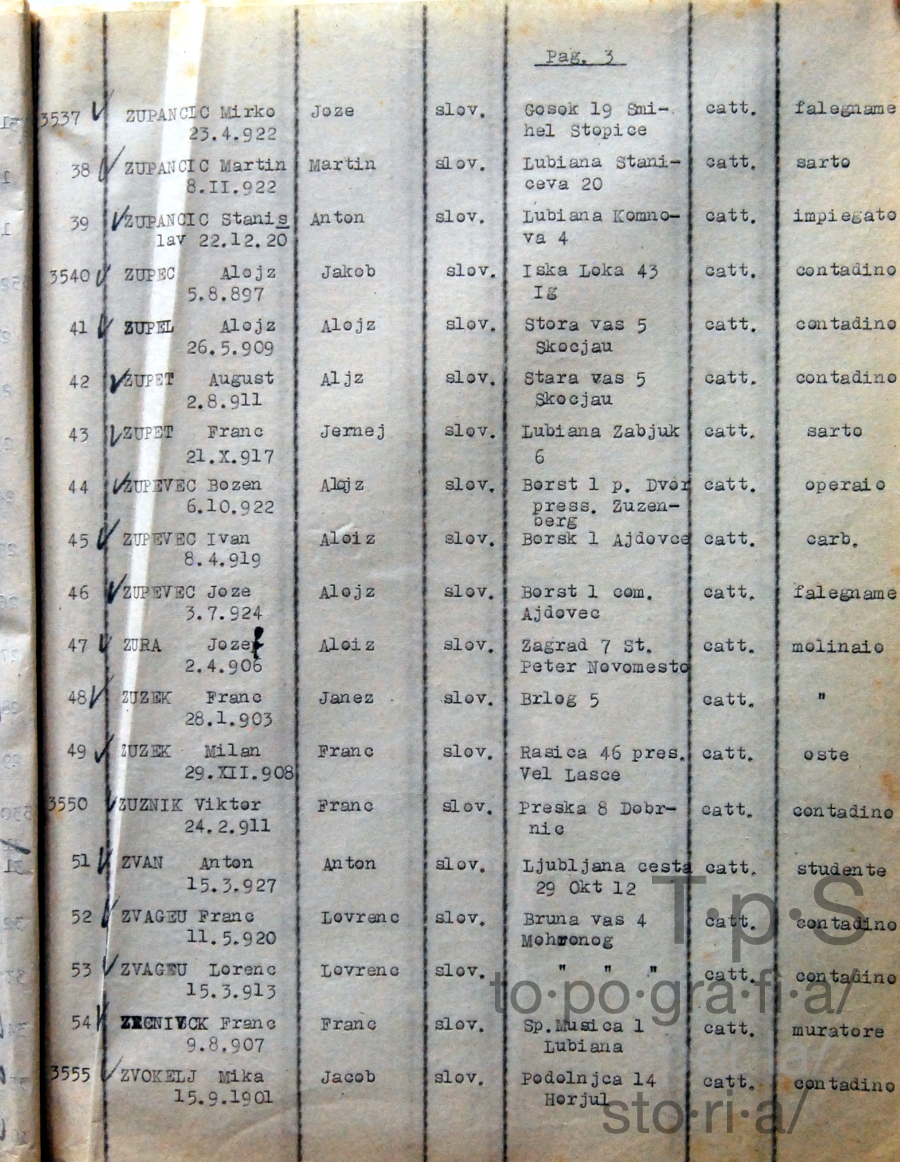 Pag. 3
3537 ZUPANCIC Mirko Joze slov. Gosok 19 Smi- catt. falegname
23.4.922 hel Stopice
38 ZUPANCIC Martin Martin slov. Lubiana Stani- catt. sarto
8.II.922 ceva 20
39 ZUPANCIC Stanis Anton slov. Lubiana Komno- catt. impiegato
lav 22.12.20 va 4
3540 ZUPEC Alojz Jakob slov. Iska Loka 43 catt. contadino
5.8.897 Ig
41 ZUPEL Alojz Alojz slov. Stora vas 5 catt. contadino
26.5.909 Skocjau
42 ZUPET August Aljz slov. Stara vas 5 catt. contadino
2.8.911 Skocjau
43 ZUPET Franc Jernej slov. Lubiana Zabjuk catt. sarto
21.X.917 6
44 ZUPEVEC Bozen Alojz slov. Borst 1 p. Dvor catt. operaio
6.10.922 press. Zuzen-
berg
45 ZUPEVEC Ivan Aloiz slov. Borsk 1 Ajdovce catt. carb.
8.4.919
46 ZUPEVEC Joze Alojz slov. Borst 1 com. catt. falegname
3.7.924 Ajdovec
47 ZURA Jozef Aloiz slov. Zagrad 7 St. catt. molinaio
2.4.906 Peter Novomesto
48 ZUZEK Franc Janez slov. Brlog 5 catt. "
28.1.903
49 ZUZEK Milan Franc slov. Rasica 46 pres. catt. oste
29.XII.908 Vel Lasce
3550 ZUZNIK Viktor Franc slov. Preska 8 Dobr- catt. contadino
24.2.911 nic
51 ZVAN Anton Anton slov. Ljubljana cesta catt. studente
15.3.927 29 Okt 12
52 ZVAGEU Franc Lovrenc slov. Bruna vas 4 catt. contadino
11.5.920 Mohronog
53 ZVAGEU Lorenc Lovrenc slov. " " " catt. contadino
15.3.913
54 Franc Franc slov. Sp.Musica 1 catt. muratore
9.8.907 Lubiana
3555 ZVOKELJ Mika Jacob slov. Podolnjca 14 catt. contadino
15.9.1901 Horjul
T·p·S
to·po·gra·fi·a/
sto·ri·a/